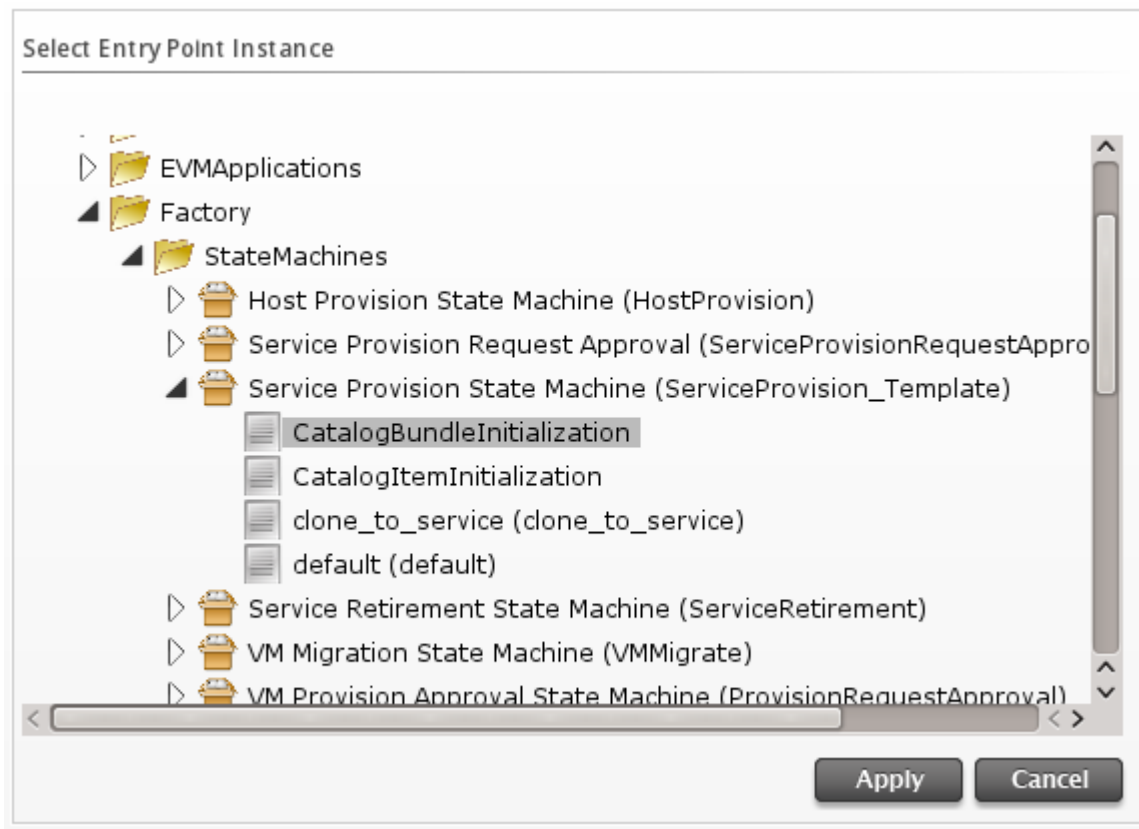 Select Entry Point Instance
EVMApplications
Factory
StateMachines
Host Provision State Machine (HostProvision)
Service Provision Request Approval (ServiceProvisionRequestAppro
Service Provision State Machine (ServiceProvision_Template)
CatalogBundleInitialization
CatalogItemInitialization
clone_to_service (clone_to_service)
default (default)
Service Retirement State Machine (ServiceRetirement)
VM Migration State Machine (VMMigrate)
VM Provision Approval State Machine (ProvisionRequestApproval)
Apply Cancel